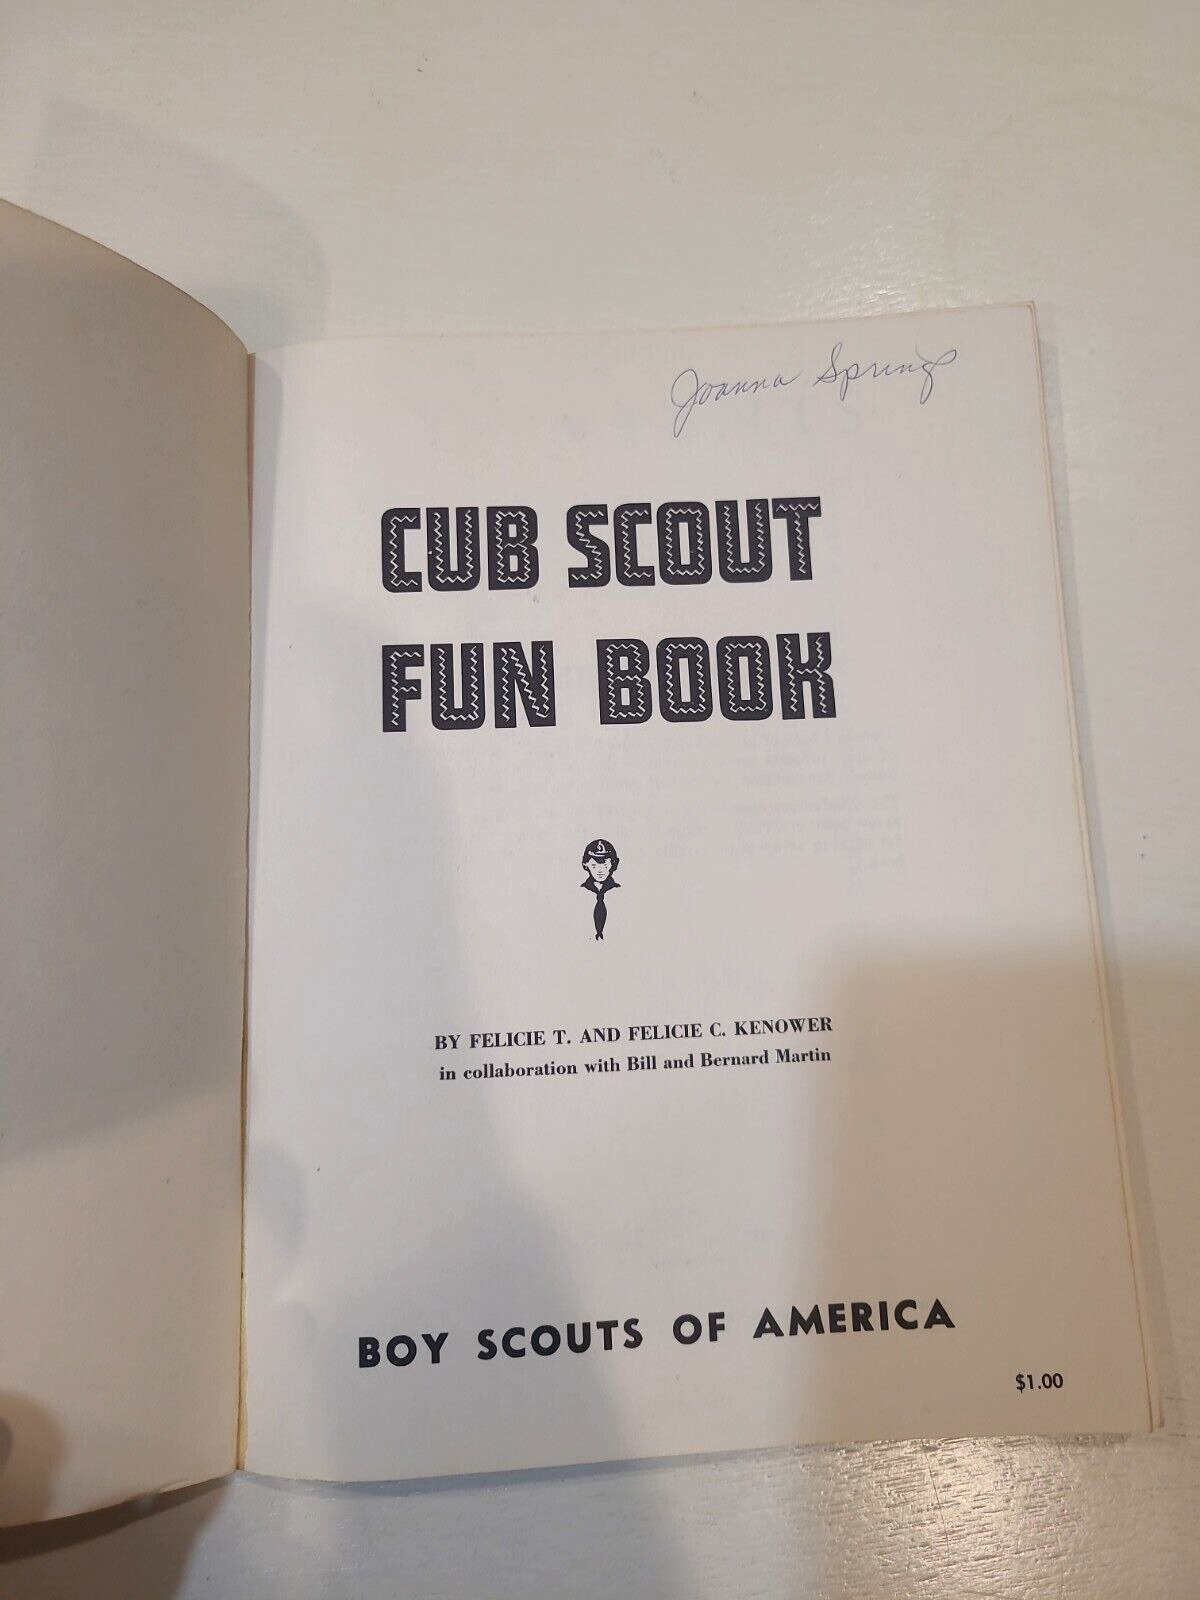 Joanna Spring
CUB SCOUT
FUN BOOK
BY FELICIE T. AND FELICIE C. KENOWER
in collaboration with Bill and Bernard Martin
BOY SCOUTS OF AMERICA
$1.00